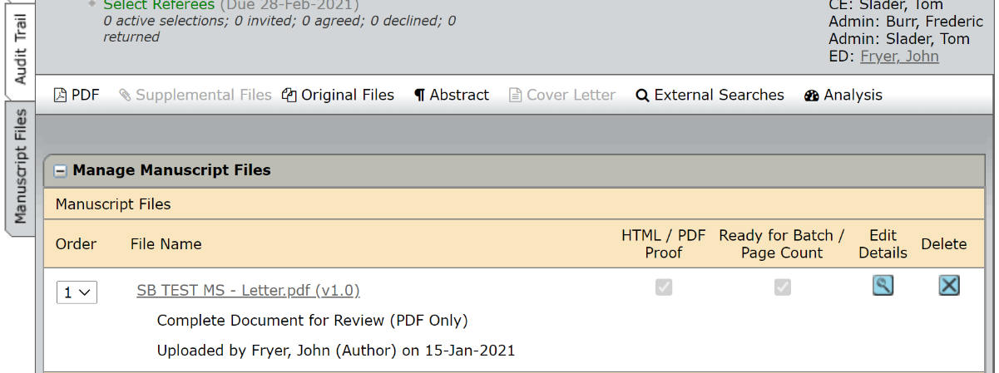 Select Referees (Due 28-Feb-2021)
0 active selections; 0 invited; 0 agreed; 0 declined; 0
returned
CE: Slader, Tom
Admin: Burr, Frederic
Admin: Slader, Tom
ED: Fryer, John
Audit Trail
Manuscript Files
PDF Supplemental Files Original Files Abstract Cover Letter External Searches Analysis
Manage Manuscript Files
Manuscript Files
Order File Name HTML / PDF Proof Ready for Batch / Page Count Edit Details Delete
1 SB TEST MS - Letter.pdf (v1.0)
Complete Document for Review (PDF Only)
Uploaded by Fryer, John (Author) on 15-Jan-2021